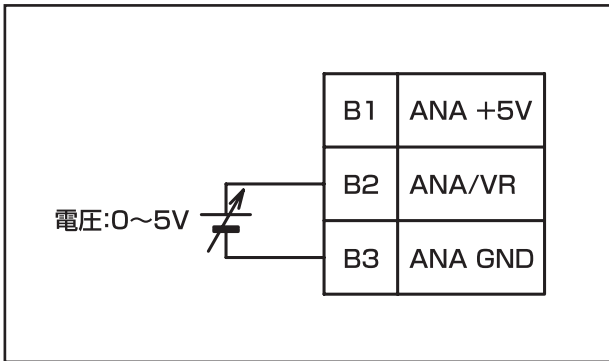 B1 ANA +5V
B2 ANA/VR
電圧:0～5V
B3 ANA GND